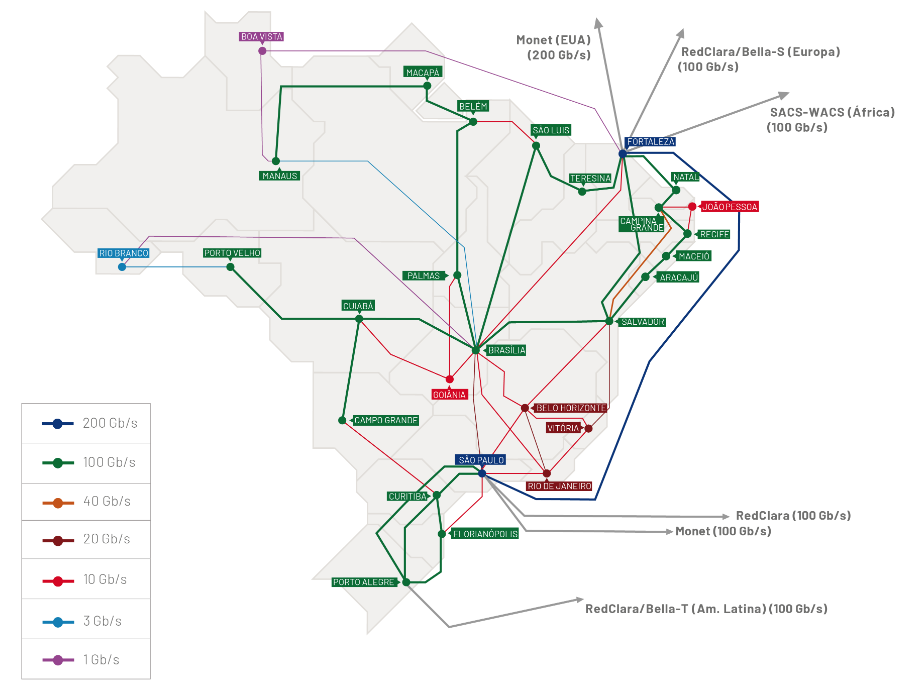 BOA VISTA
Monet (EUA)
(200 Gb/s)
RedClara/Bella-S (Europa)
(100 Gb/s)
MACAPÁ
BELÉM
SACS-WACS (África)
(100 Gb/s)
SÃO LUIS
FORTALEZA
MANAUS
TERESINA
NATAL
JOÃO PESSOA
CAMPINA
GRANDE
RECIFE
RIO BRANCO
PORTO VELHO
MACEIÓ
PALMAS
ARACAJÚ
CUIABÁ
SALVADOR
BRASÍLIA
GOIÂNIA
BELO HORIZONTE
CAMPO GRANDE
VITÓRIA
SÃO PAULO
RIO DE JANEIRO
CURITIBA
RedClara (100 Gb/s)
FLORIANÓPOLIS
Monet (100 Gb/s)
PORTO ALEGRE
RedClara/Bella-T (Am. Latina) (100 Gb/s)
200 Gb/s
100 Gb/s
40 Gb/s
20 Gb/s
10 Gb/s
3 Gb/s
1 Gb/s